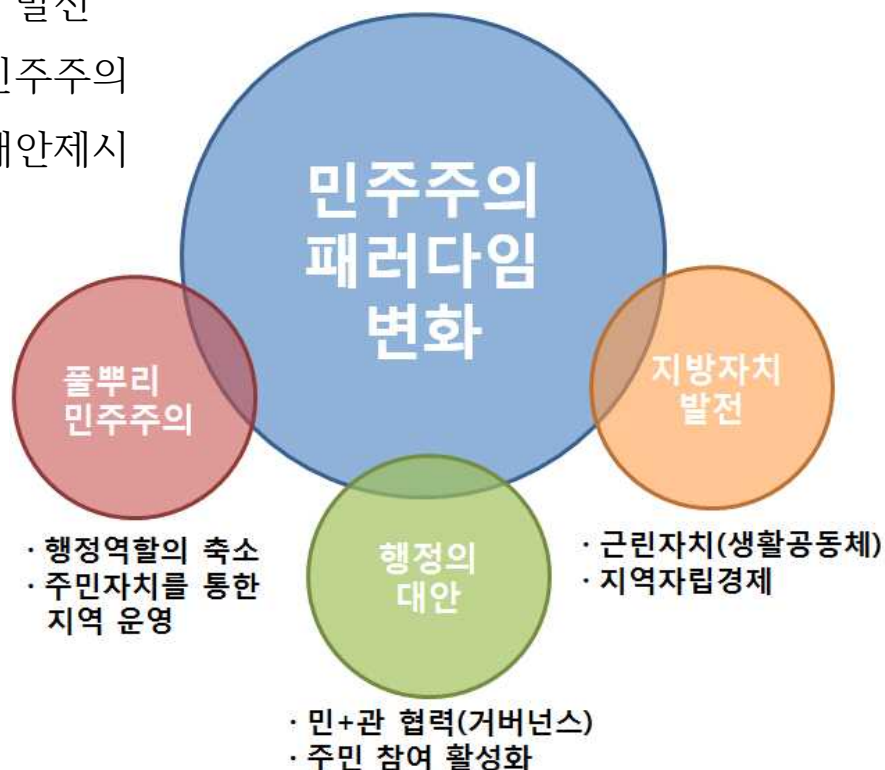 발전
민주주의
대안제시
민주주의
패러다임
변화
풀뿌리
민주주의
지방자치
발전
행정의
대안
· 행정역할의 축소
· 주민자치를 통한
지역 운영
· 근린자치(생활공동체)
· 지역자립경제
· 민+관 협력(거버넌스)
· 주민 참여 활성화